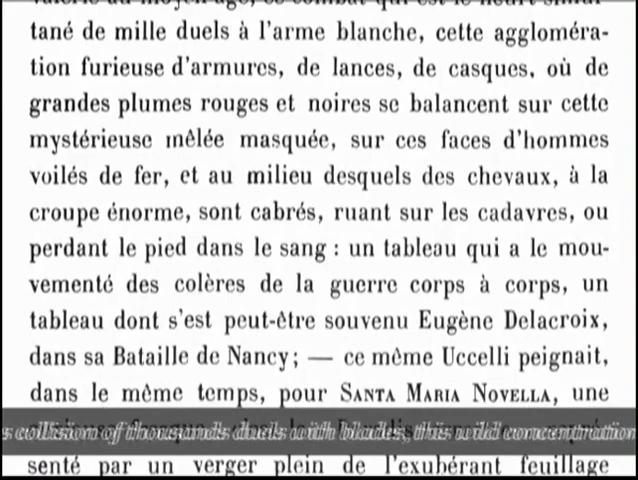 tané de mille duels à l'arme blanche, cette aggloméra-
tion furieuse d'armures, de lances, de casques, où de
grandes plumes rouges et noires se balancent sur cette
mystérieuse mêlée masquée, sur ces faces d'hommes
voilés de fer, et au milieu desquels des chevaux, à la
croupe énorme, sont cabrés, ruant sur les cadavres, ou
perdant le pied dans le sang : un tableau qui a le mou-
vementé des colères de la guerre corps à corps, un
tableau dont s'est peut-être souvenu Eugène Delacroix,
dans sa Bataille de Nancy; — ce même Uccelli peignait,
dans le même temps, pour SANTA MARIA NOVELLA, une
s collision of thousands duels with blades, this wild concentration
senté par un verger plein de l'exubérant feuillage